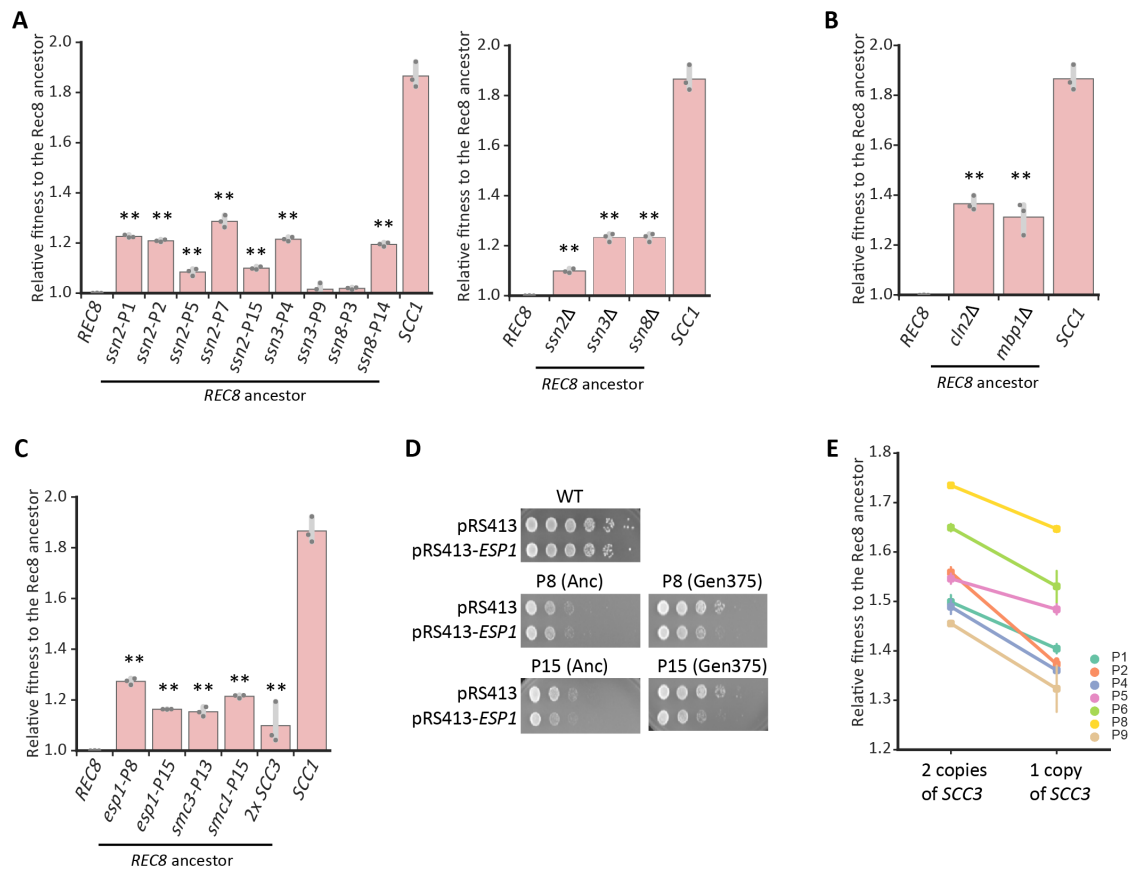 A
Relative fitness to the Rec8 ancestor
2.0
1.8
1.6
1.4
1.2
1.0
** ** ** ** ** ** **
REC8
ssn2-P1
ssn2-P2
ssn2-P5
ssn2-P7
ssn2-P15
ssn3-P4
ssn3-P9
ssn8-P3
ssn8-P14
SCC1
REC8 ancestor
Relative fitness to the Rec8 ancestor
2.0
1.8
1.6
1.4
1.2
1.0
** ** **
REC8
ssn2Δ
ssn3Δ
ssn8Δ
SCC1
REC8 ancestor
B
Relative fitness to the Rec8 ancestor
2.0
1.8
1.6
1.4
1.2
1.0
** **
REC8
cln2Δ
mbp1Δ
SCC1
REC8 ancestor
C
Relative fitness to the Rec8 ancestor
2.0
1.8
1.6
1.4
1.2
1.0
** ** ** ** **
REC8
esp1-P8
esp1-P15
smc3-P13
smc1-P15
2x SCC3
SCC1
REC8 ancestor
D
WT
pRS413
pRS413-ESP1
P8 (Anc) P8 (Gen375)
pRS413
pRS413-ESP1
P15 (Anc) P15 (Gen375)
pRS413
pRS413-ESP1
E
Relative fitness to the Rec8 ancestor
1.8
1.7
1.6
1.5
1.4
1.3
1.2
2 copies
of SCC3
1 copy
of SCC3
P1
P2
P4
P5
P6
P8
P9